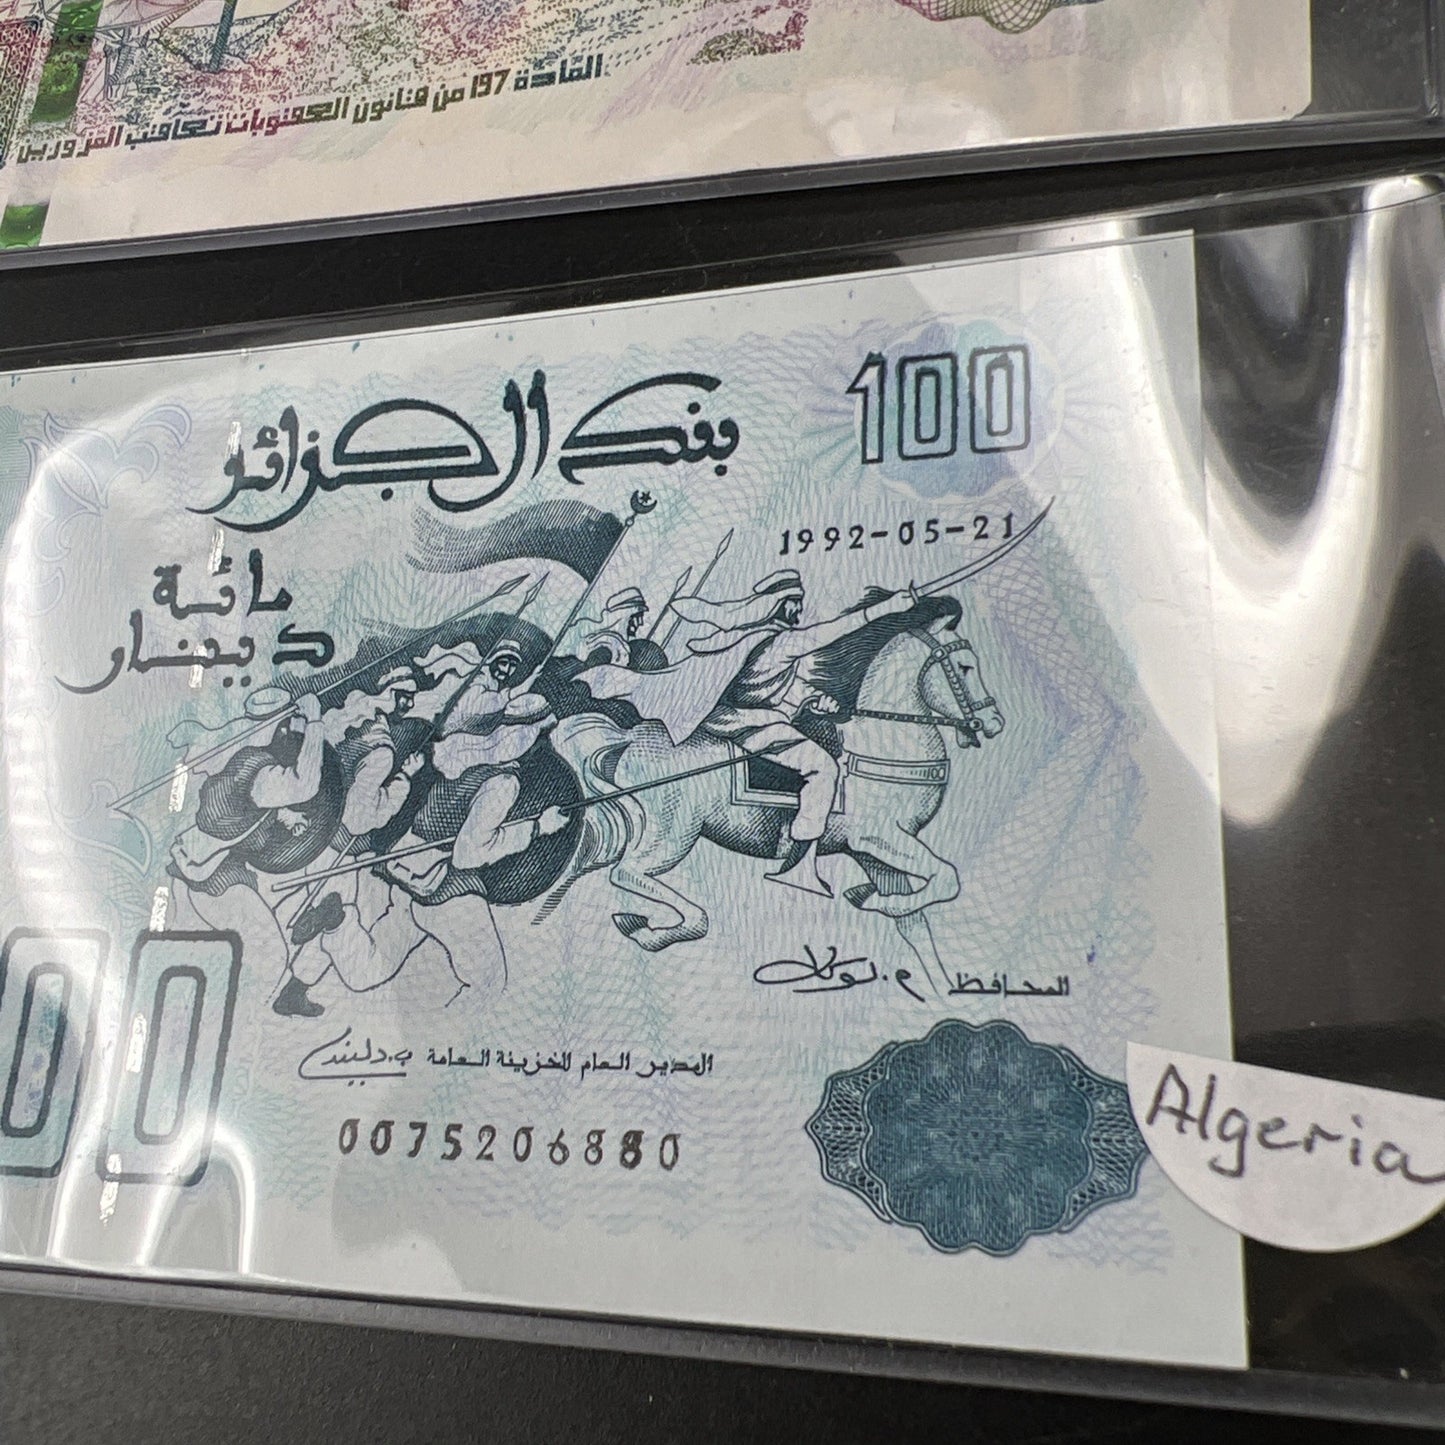 المادة 197 من قانون العقوبات تعاقب المزورين
بنك الجزائر
100
1992-05-21
مائة
دينار
المحافظ
المدير العام للخزينة العامة
00
0075206880
Algeria